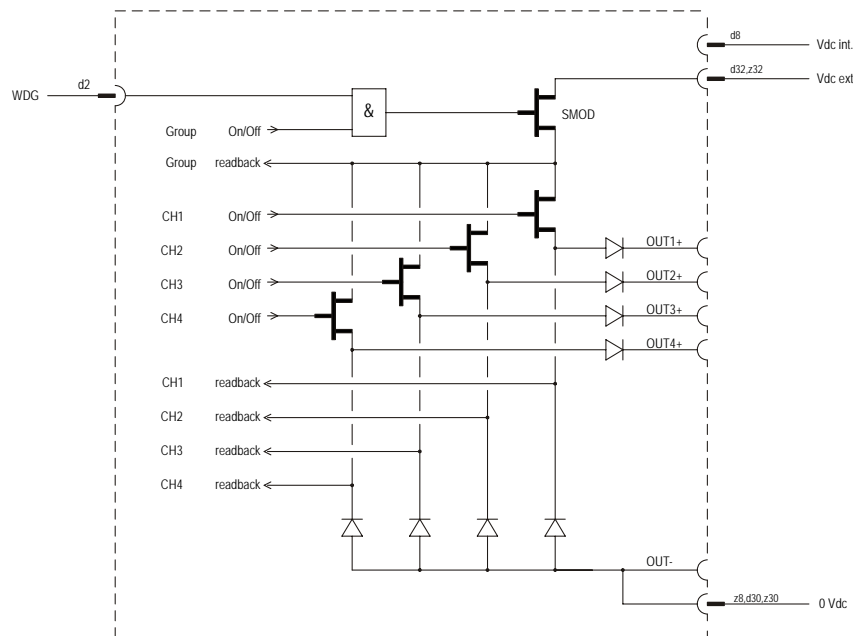 d8
Vdc int.
d32,z32
Vdc ext
WDG
d2
&
SMOD
Group On/Off
Group readback
CH1 On/Off
CH2 On/Off
OUT1+
CH3 On/Off
OUT2+
CH4 On/Off
OUT3+
OUT4+
CH1 readback
CH2 readback
CH3 readback
CH4 readback
OUT-
z8,d30,z30
0 Vdc